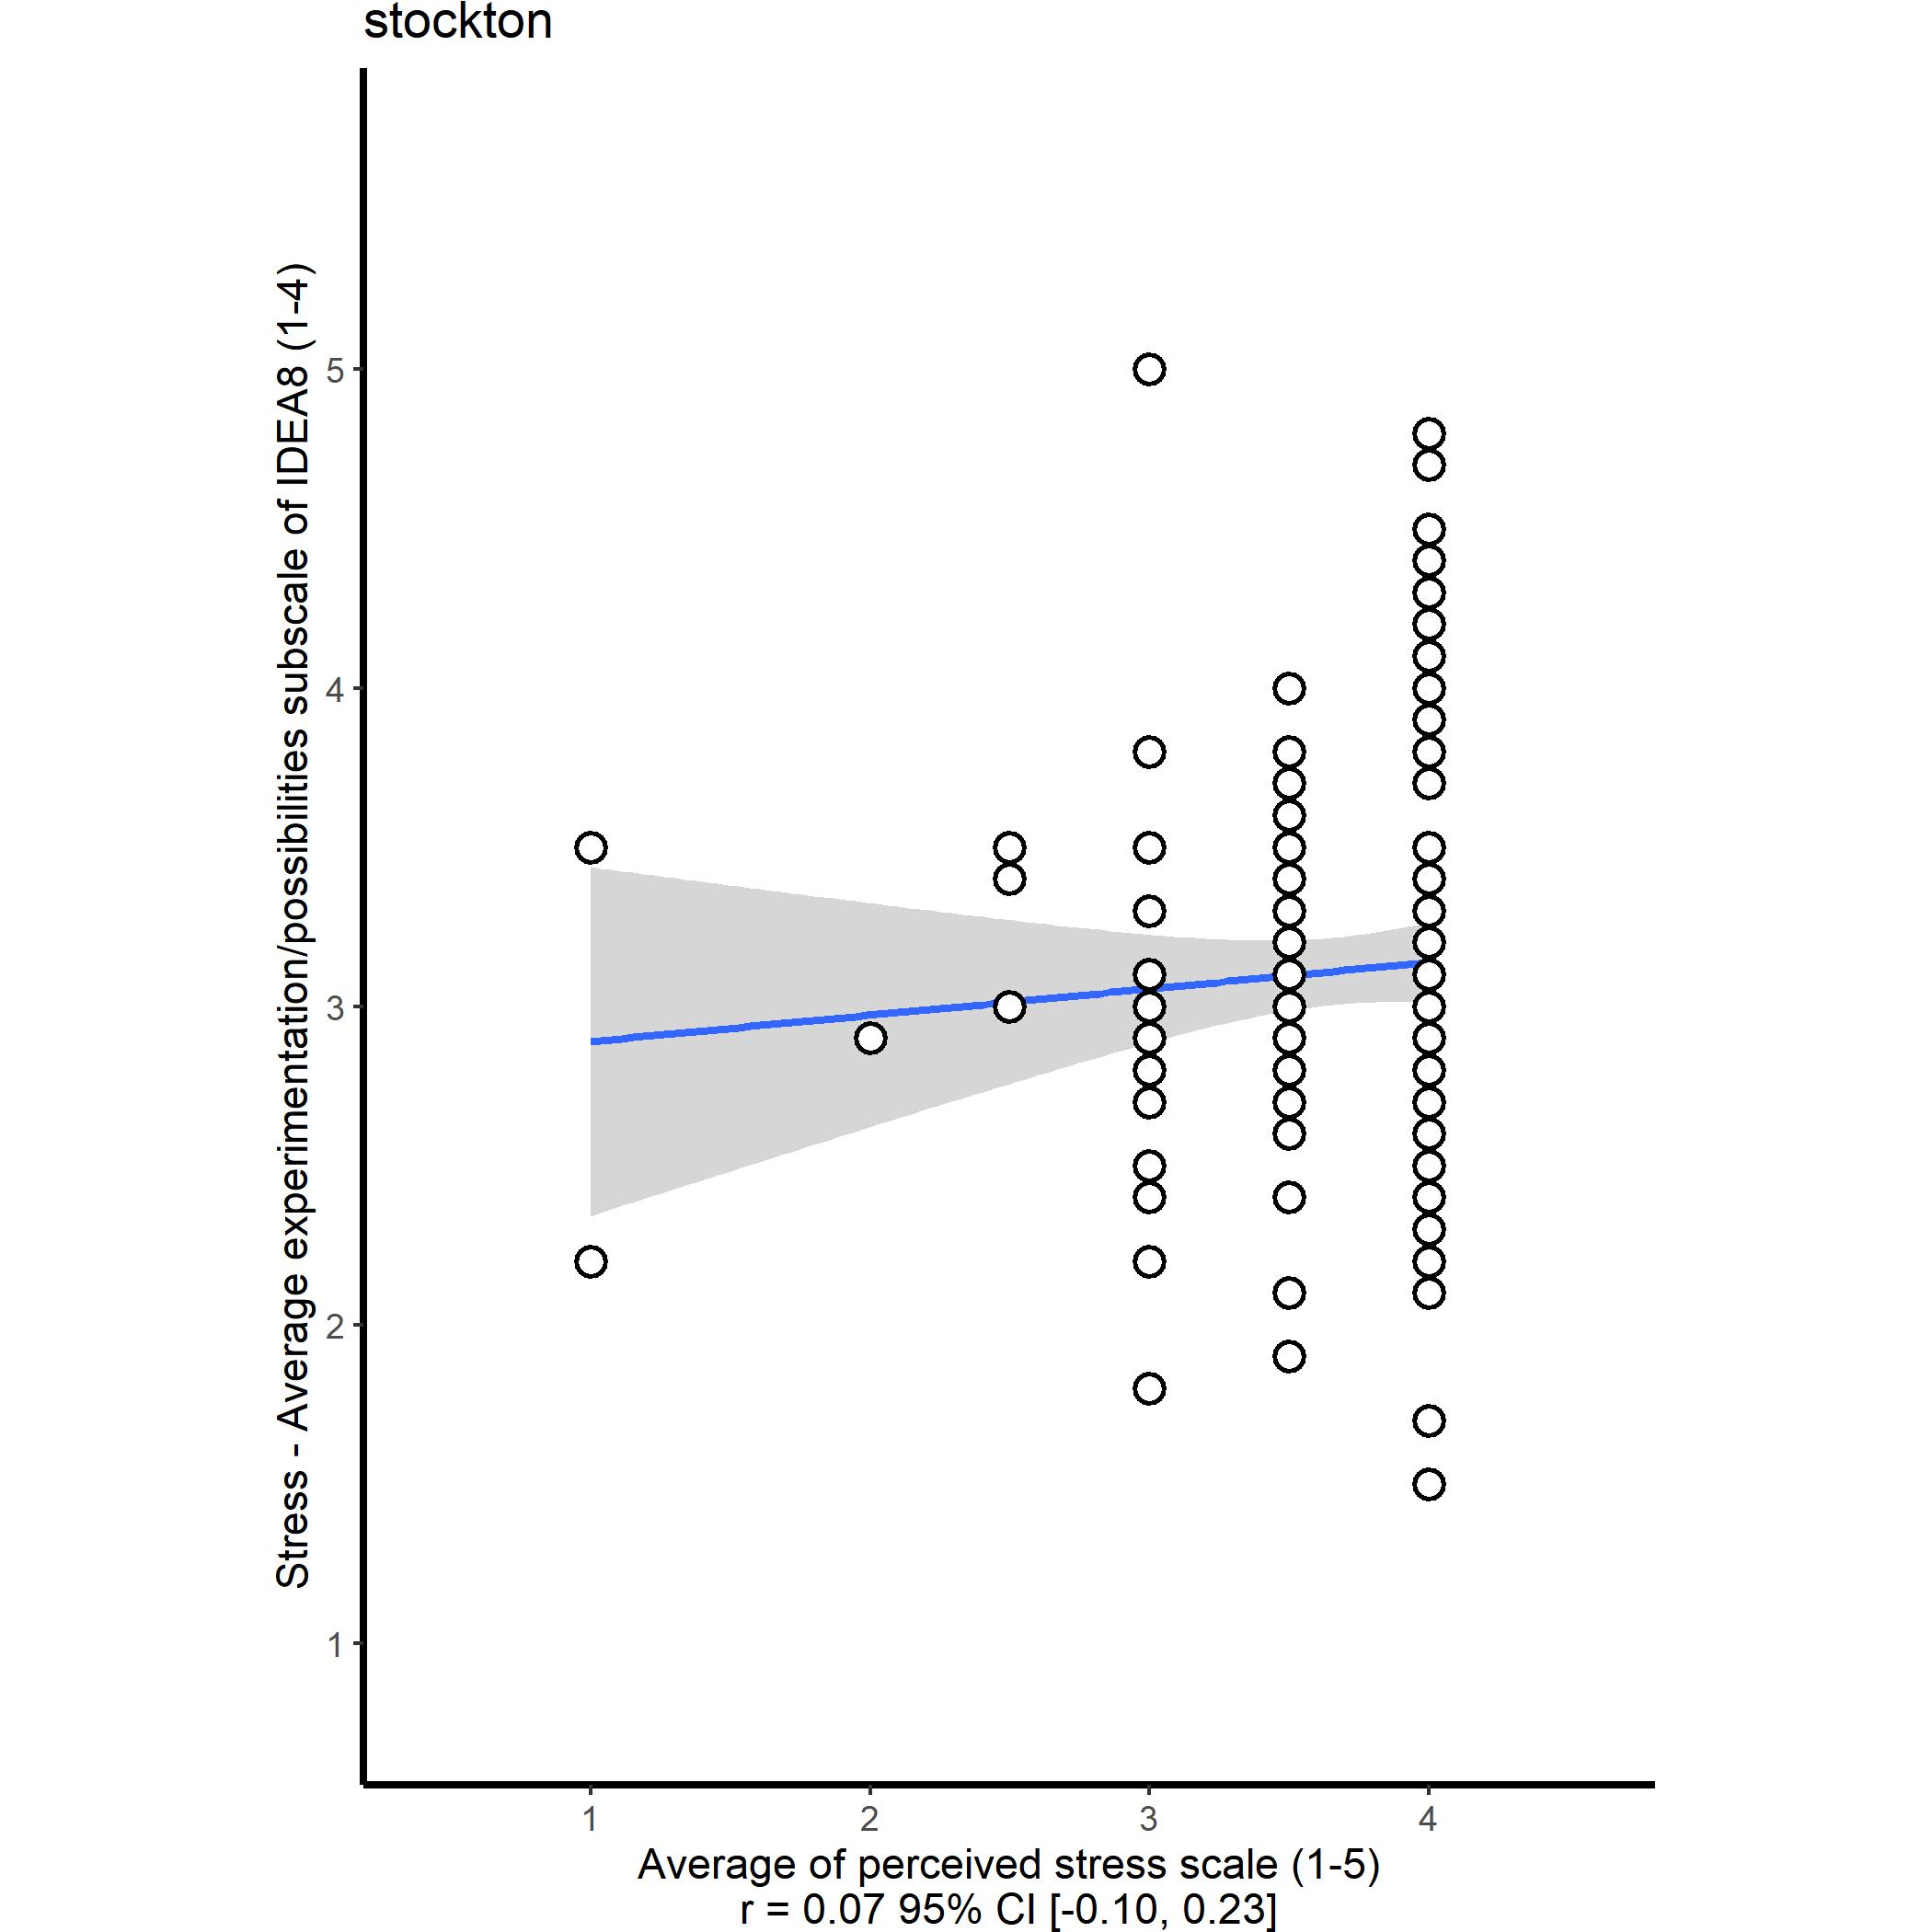 stockton
Stress - Average experimentation/possibilities subscale of IDEA8 (1-4)
5
4
3
2
1
1 2 3 4
Average of perceived stress scale (1-5)
r = 0.07 95% CI [-0.10, 0.23]